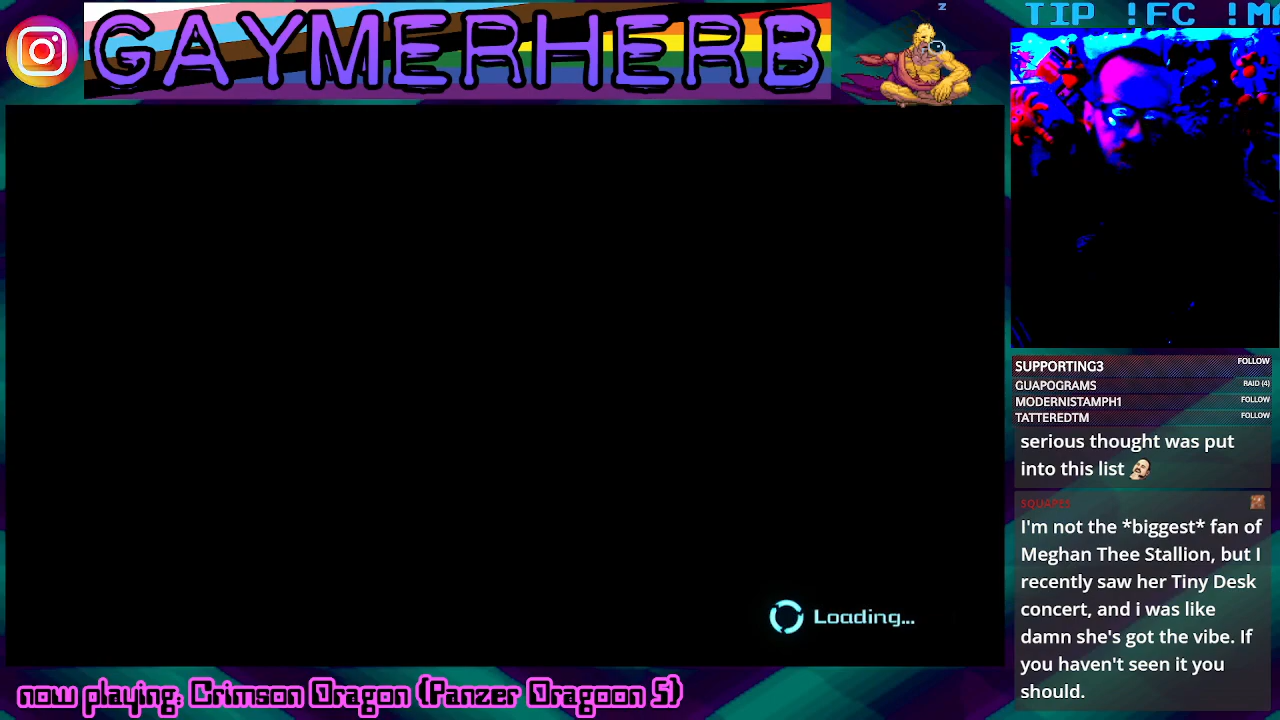 GAYMERHERB
z
TIP !FC !M
SUPPORTING3 FOLLOW
GUAPOGRAMS RAID (4)
MODERNISTAMPH1 FOLLOW
TATTEREDTM FOLLOW
serious thought was put
into this list
I'm not the *biggest* fan of
Meghan Thee Stallion, but I
recently saw her Tiny Desk
concert, and i was like
damn she's got the vibe. If
you haven't seen it you
should.
Loading...
now playing: Crimson Dragon (Panzer Dragoon 5)